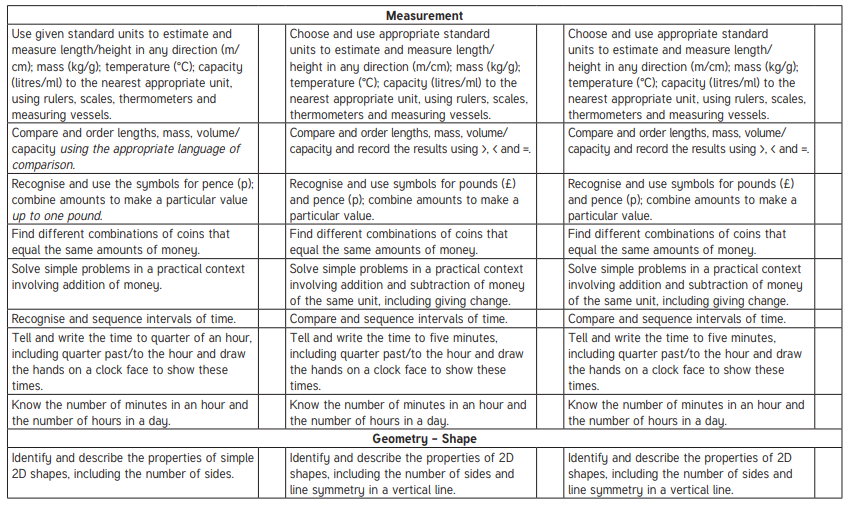 Measurement
Use given standard units to estimate and
measure length/height in any direction (m/
cm); mass (kg/g); temperature (°C); capacity
(litres/ml) to the nearest appropriate unit,
using rulers, scales, thermometers and
measuring vessels.
Choose and use appropriate standard
units to estimate and measure length/
height in any direction (m/cm); mass (kg/g);
temperature (°C); capacity (litres/ml) to the
nearest appropriate unit, using rulers, scales,
thermometers and measuring vessels.
Choose and use appropriate standard
units to estimate and measure length/
height in any direction (m/cm); mass (kg/g);
temperature (°C); capacity (litres/ml) to the
nearest appropriate unit, using rulers, scales,
thermometers and measuring vessels.
Compare and order lengths, mass, volume/
capacity using the appropriate language of
comparison.
Compare and order lengths, mass, volume/
capacity and record the results using >, < and =.
Compare and order lengths, mass, volume/
capacity and record the results using >, < and =.
Recognise and use the symbols for pence (p);
combine amounts to make a particular value
up to one pound.
Recognise and use symbols for pounds (£)
and pence (p); combine amounts to make a
particular value.
Recognise and use symbols for pounds (£)
and pence (p); combine amounts to make a
particular value.
Find different combinations of coins that
equal the same amounts of money.
Find different combinations of coins that
equal the same amounts of money.
Find different combinations of coins that
equal the same amounts of money.
Solve simple problems in a practical context
involving addition of money.
Solve simple problems in a practical context
involving addition and subtraction of money
of the same unit, including giving change.
Solve simple problems in a practical context
involving addition and subtraction of money
of the same unit, including giving change.
Recognise and sequence intervals of time.
Compare and sequence intervals of time.
Compare and sequence intervals of time.
Tell and write the time to quarter of an hour,
including quarter past/to the hour and draw
the hands on a clock face to show these
times.
Tell and write the time to five minutes,
including quarter past/to the hour and draw
the hands on a clock face to show these
times.
Tell and write the time to five minutes,
including quarter past/to the hour and draw
the hands on a clock face to show these
times.
Know the number of minutes in an hour and
the number of hours in a day.
Know the number of minutes in an hour and
the number of hours in a day.
Know the number of minutes in an hour and
the number of hours in a day.
Geometry – Shape
Identify and describe the properties of simple
2D shapes, including the number of sides.
Identify and describe the properties of 2D
shapes, including the number of sides and
line symmetry in a vertical line.
Identify and describe the properties of 2D
shapes, including the number of sides and
line symmetry in a vertical line.